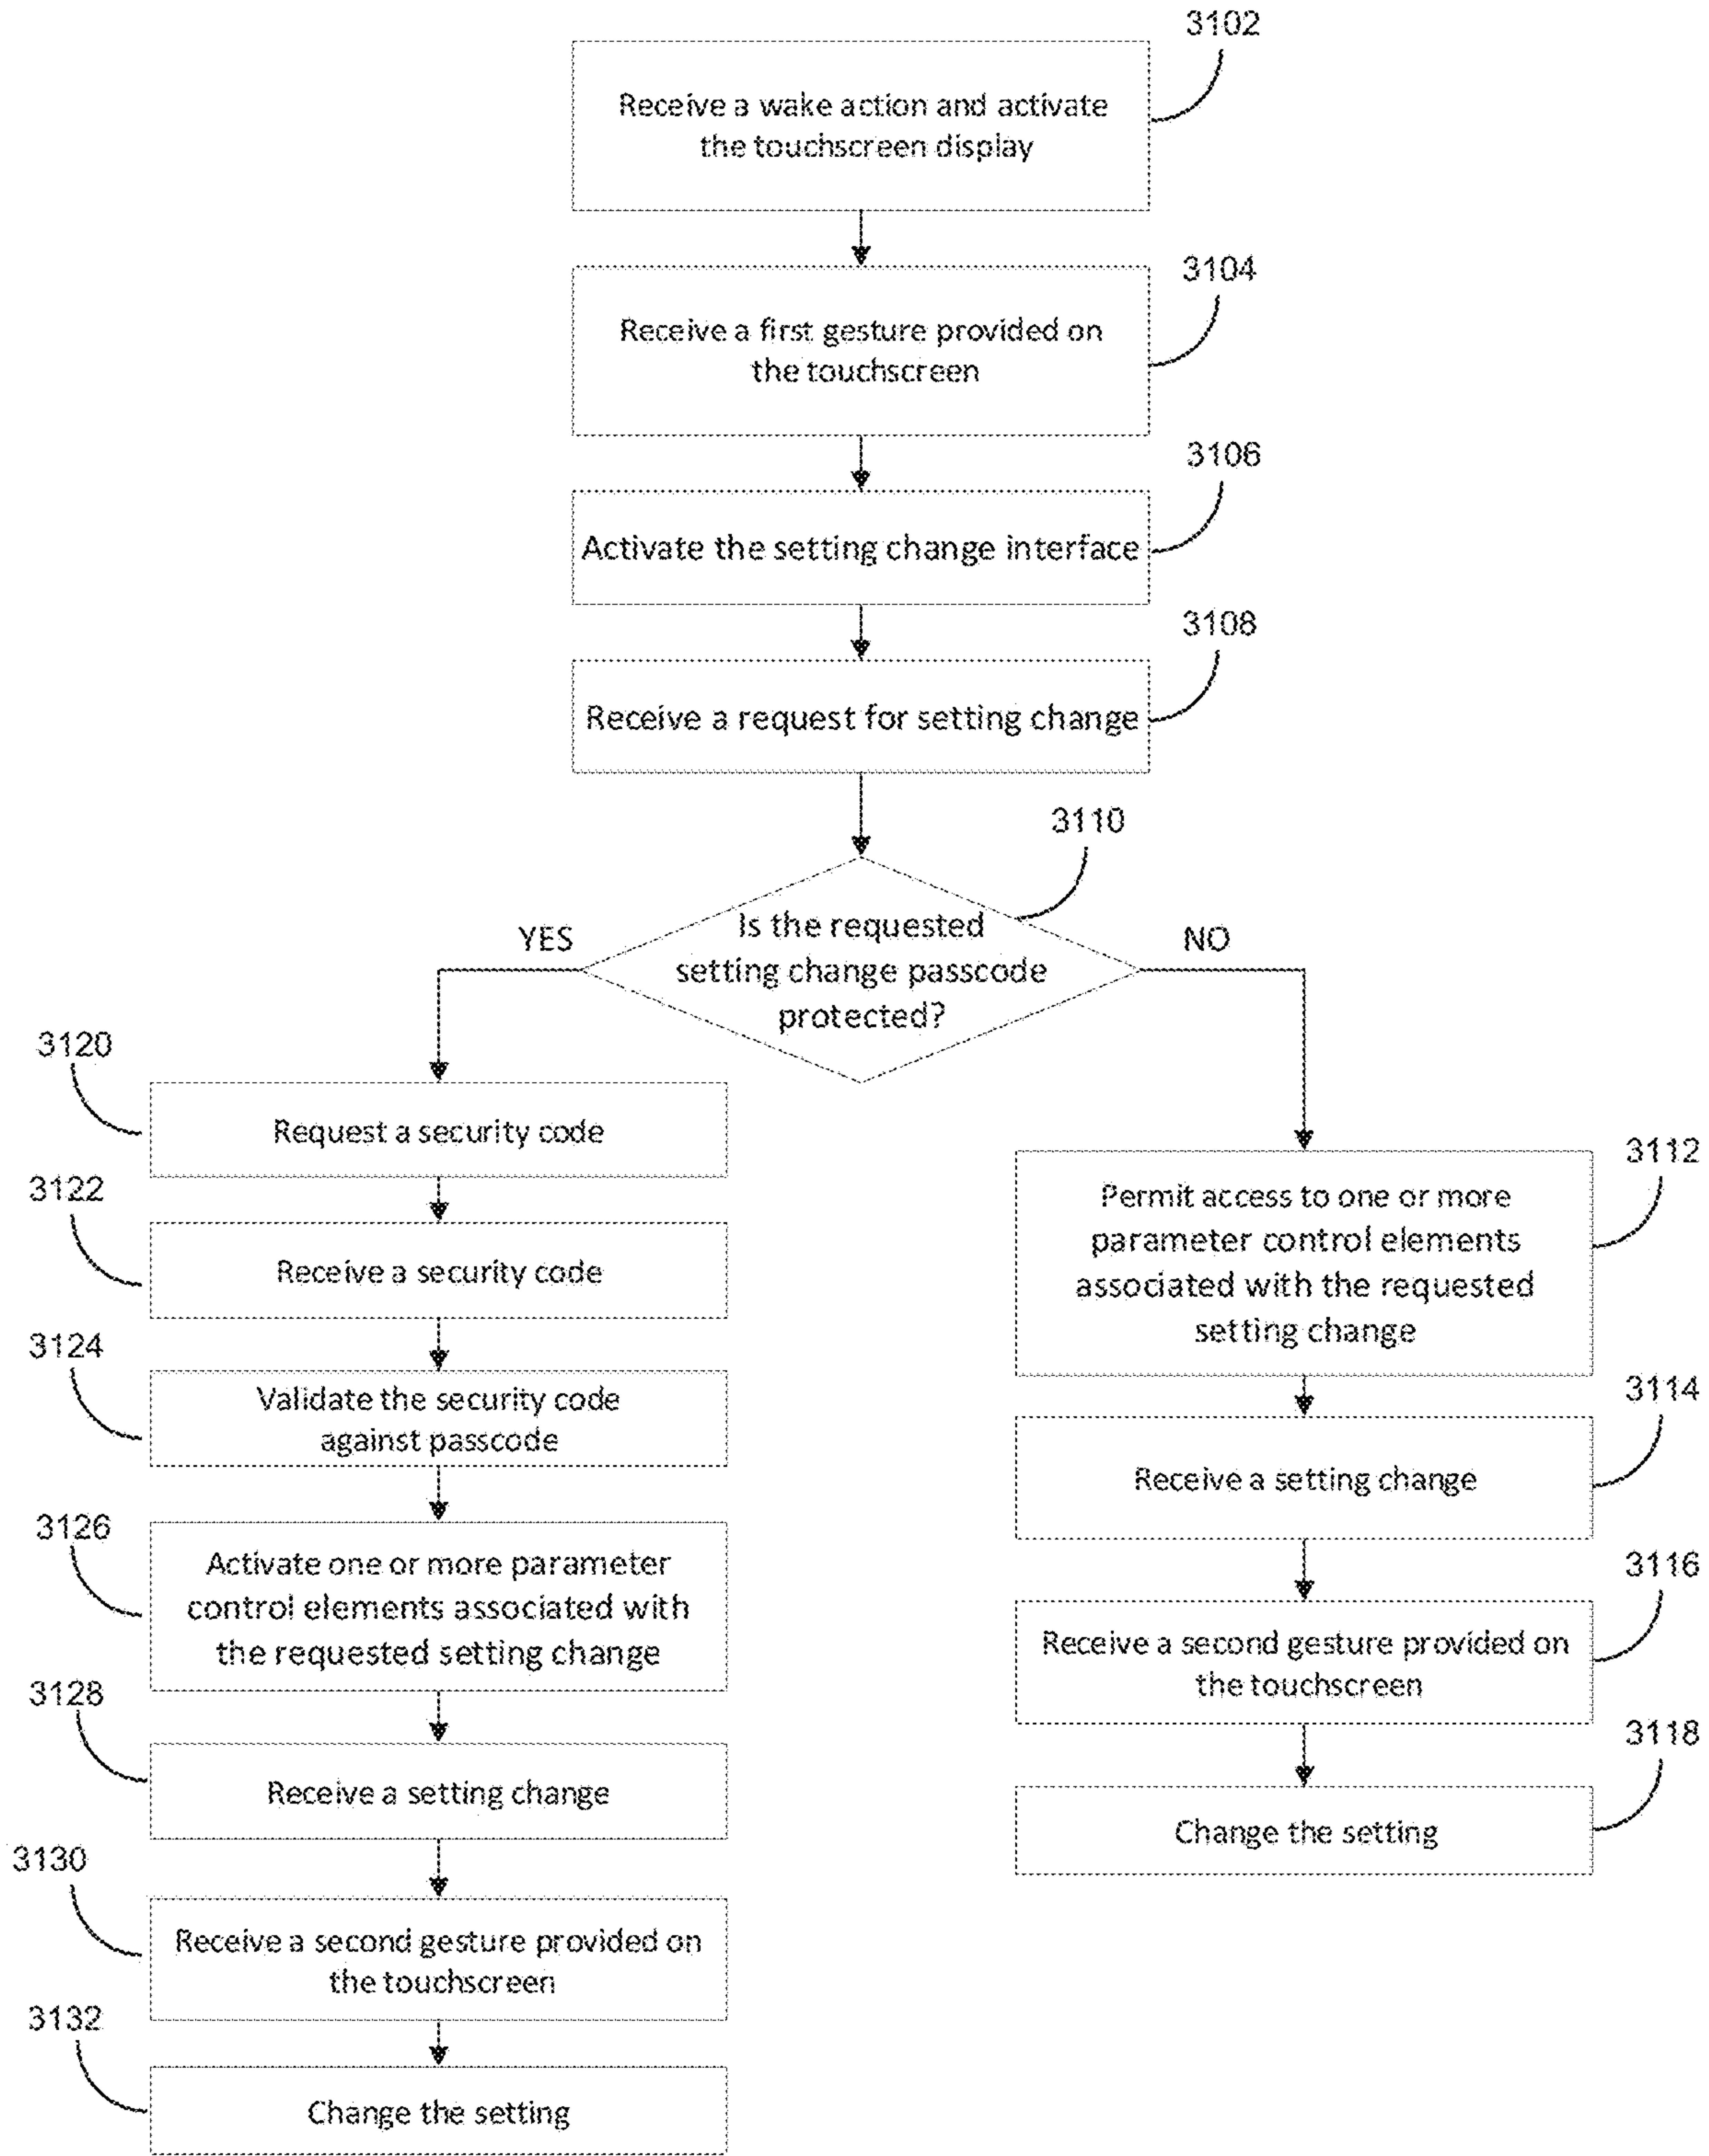 3102
Receive a wake action and activate
the touchscreen display
3104
Receive a first gesture provided on
the touchscreen
3106
Activate the setting change interface
3108
Receive a request for setting change
3110
Is the requested
setting change passcode
protected?
YES
NO
3120
Request a security code
3122
Receive a security code
3124
Validate the security code
against passcode
3126
Activate one or more parameter
control elements associated with
the requested setting change
3128
Receive a setting change
3130
Receive a second gesture provided on
the touchscreen
3132
Change the setting
3112
Permit access to one or more
parameter control elements
associated with the requested
setting change
3114
Receive a setting change
3116
Receive a second gesture provided on
the touchscreen
3118
Change the setting